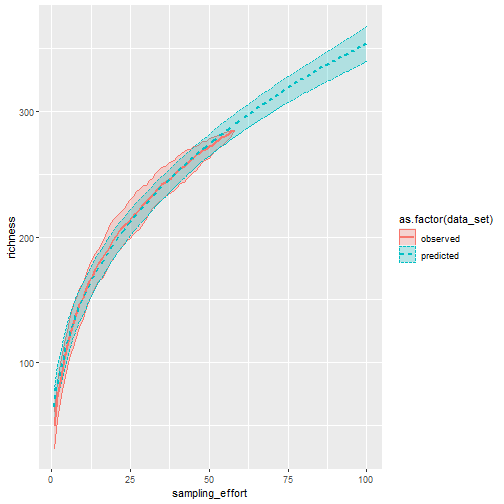 300
200
100
richness
0
25
50
75
100
sampling_effort
as.factor(data_set)
observed
predicted